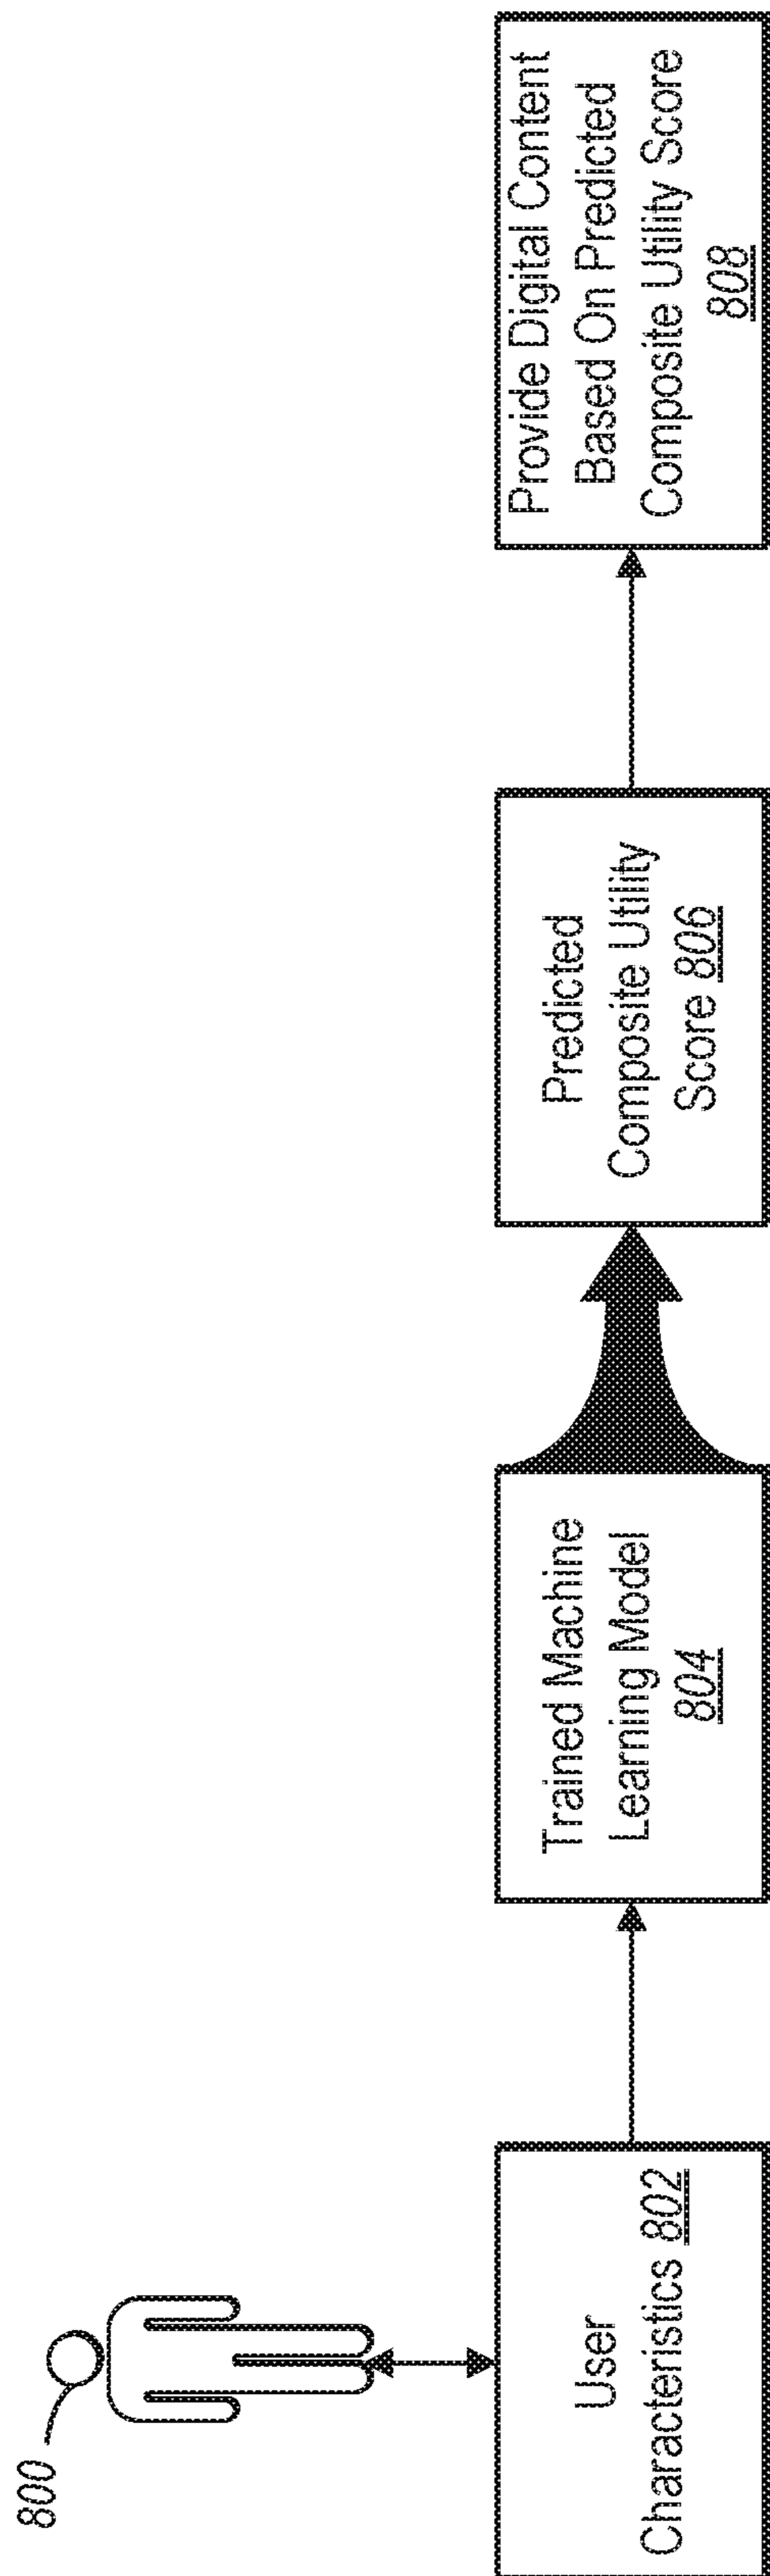 800
User
Characteristics 802
Trained Machine
Learning Model
804
Predicted
Composite Utility
Score 806
Provide Digital Content
Based On Predicted
Composite Utility Score
808